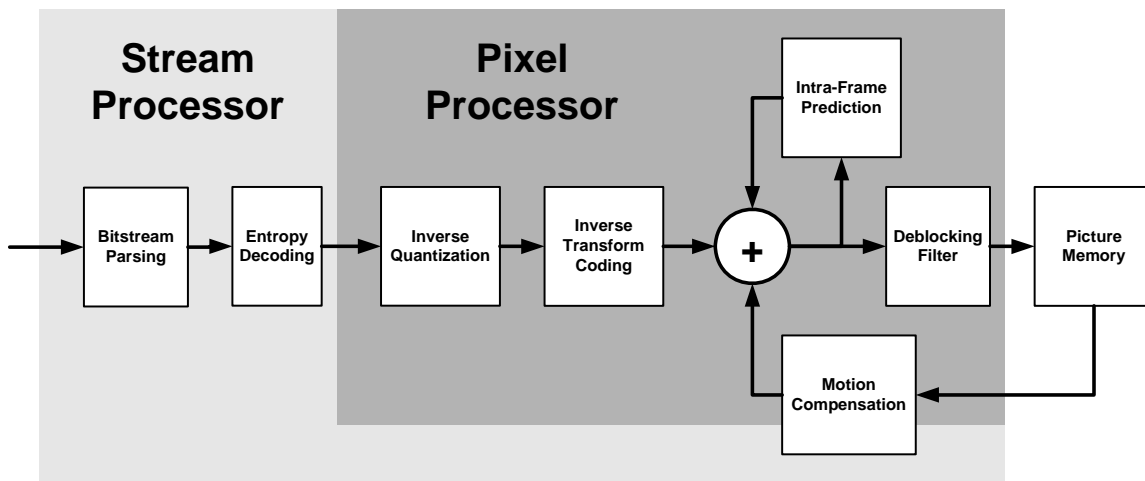 Stream
Processor
Pixel
Processor
Intra-Frame
Prediction
Bitstream
Parsing
Entropy
Decoding
Inverse
Quantization
Inverse
Transform
Coding
+
Deblocking
Filter
Picture
Memory
Motion
Compensation